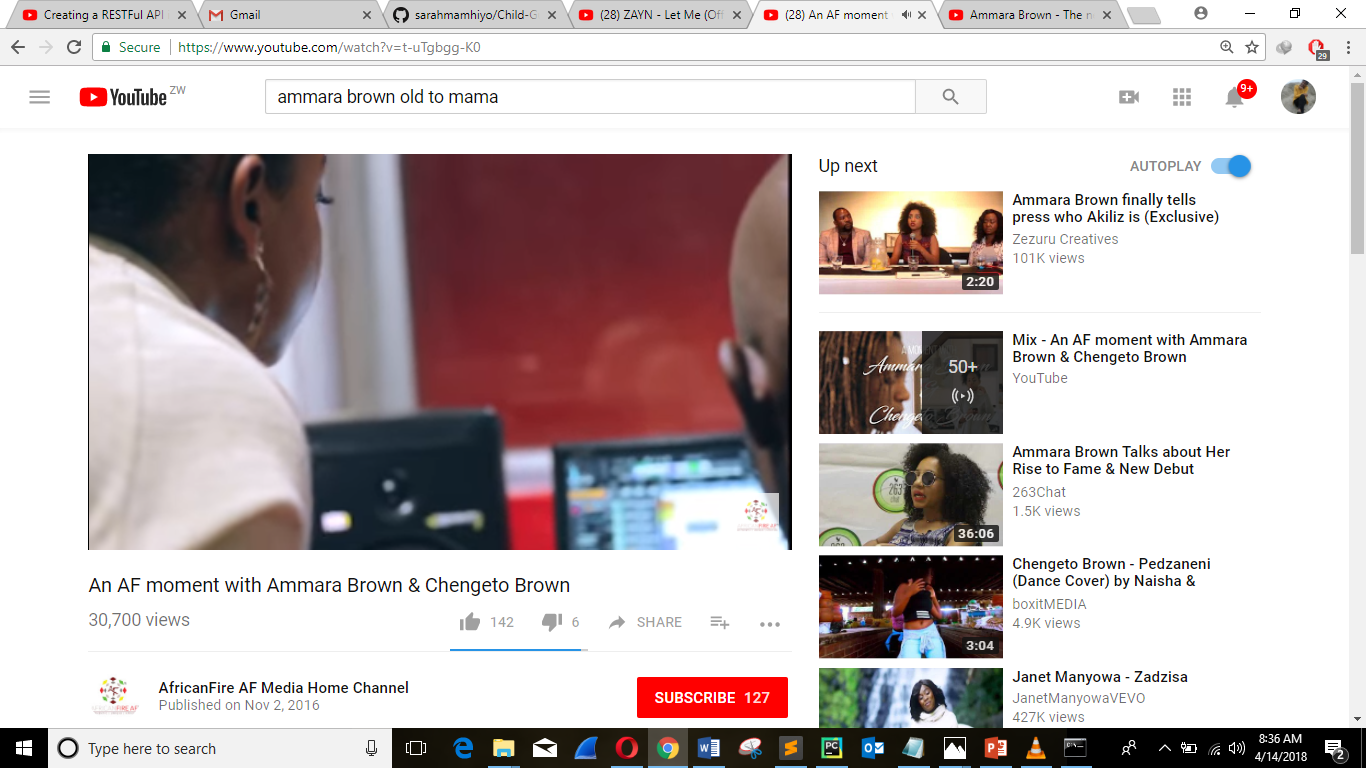 Creating a RESTFul API
Gmail
sarahmamhiyo/Child-G
(28) ZAYN - Let Me (Off
(28) An AF moment
Ammara Brown - The n
Secure
https://www.youtube.com/watch?v=t-uTgbgg-K0
29
YouTube ZW
ammara brown old to mama
9+
Up next
AUTOPLAY
Ammara Brown finally tells
press who Akiliz is (Exclusive)
Zezuru Creatives
101K views
2:20
50+
Mix - An AF moment with Ammara
Brown & Chengeto Brown
YouTube
Ammara Brown Talks about Her
Rise to Fame & New Debut
263Chat
1.5K views
36:06
Chengeto Brown - Pedzaneni
(Dance Cover) by Naisha &
boxitMEDIA
4.9K views
3:04
Janet Manyowa - Zadzisa
JanetManyowaVEVO
427K views
An AF moment with Ammara Brown & Chengeto Brown
30,700 views
142
6
SHARE
AfricanFire AF Media Home Channel
Published on Nov 2, 2016
SUBSCRIBE 127
Type here to search
8:36 AM
4/14/2018
2